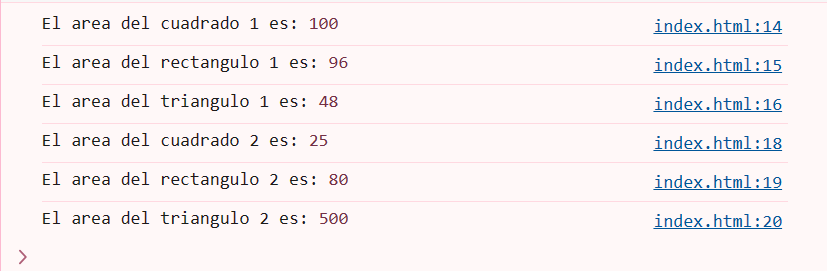 El area del cuadrado 1 es: 100 index.html:14
El area del rectangulo 1 es: 96 index.html:15
El area del triangulo 1 es: 48 index.html:16
El area del cuadrado 2 es: 25 index.html:18
El area del rectangulo 2 es: 80 index.html:19
El area del triangulo 2 es: 500 index.html:20